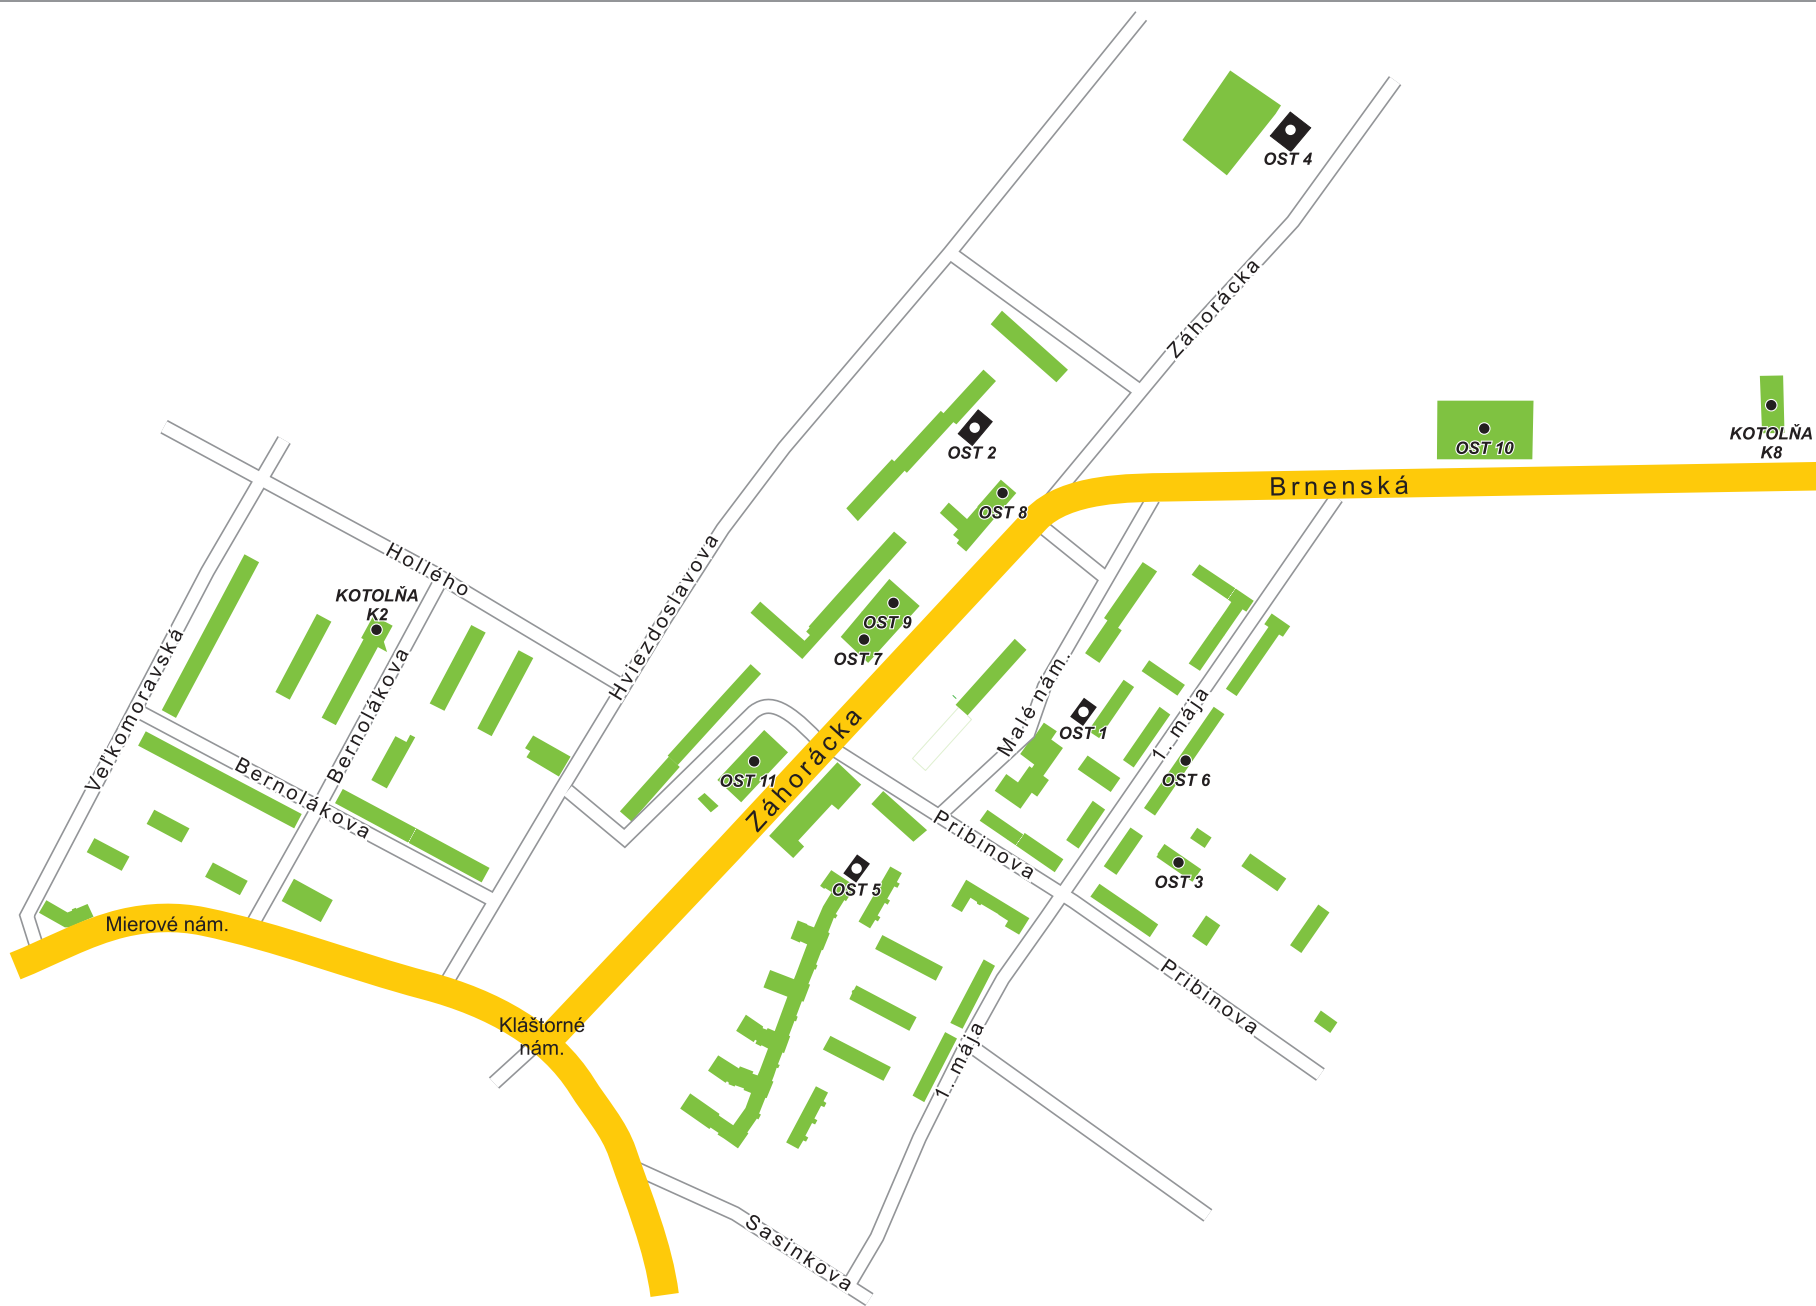 OST 4
Záhorácka
KOTOLŇA
K8
OST 10
OST 2
Brnenská
OST 8
Hollého
KOTOLŇA
K2
Hviezdoslavova
OST 9
OST 7
Veľkomoravská
Bernolákova
Malé nám.
OST 1
1. mája
OST 6
Záhorácka
OST 11
Bernolákova
Pribinova
OST 3
OST 5
Mierové nám.
Pribinova
Kláštorné
nám.
1. mája
Sasinkova